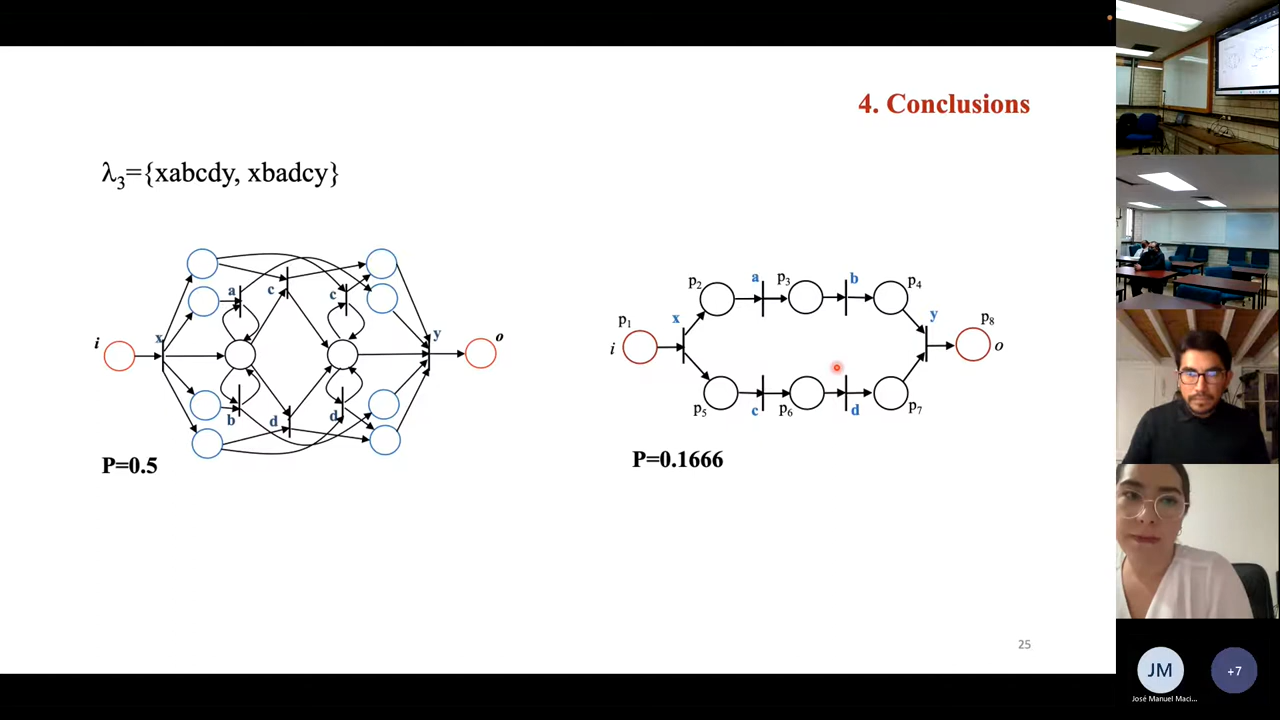 4. Conclusions
λ3={xabcdy, xbadcy}
i
x
a
c
c
b
d
d
y
o
P=0.5
p1
i
x
p2
a
p3
b
p4
p5
c
p6
d
p7
y
p8
o
P=0.1666
25
JM
José Manuel Maci...
+7